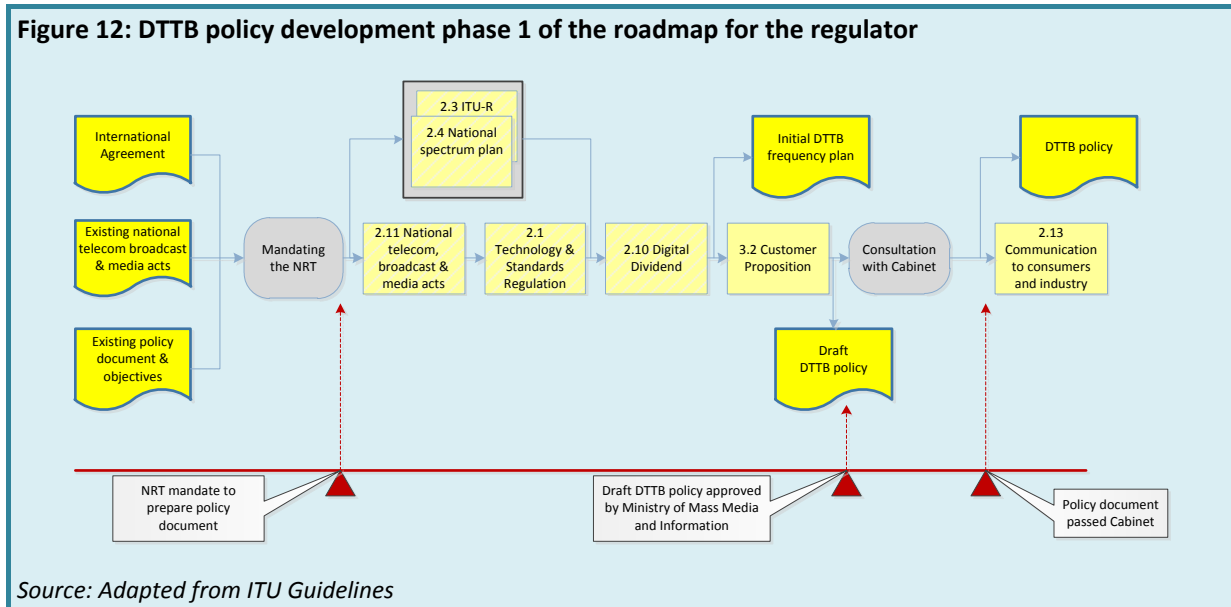 Figure 12: DTTB policy development phase 1 of the roadmap for the regulator
International
Agreement
Existing national
telecom broadcast
& media acts
Existing policy
document &
objectives
Mandating
the NRT
2.3 ITU-R
2.4 National
spectrum plan
2.11 National
telecom,
broadcast &
media acts
2.1
Technology &
Standards
Regulation
2.10 Digital
Dividend
Initial DTTB
frequency plan
3.2 Customer
Proposition
Draft
DTTB policy
Consultation
with Cabinet
DTTB policy
2.13
Communication
to consumers
and industry
NRT mandate to
prepare policy
document
Draft DTTB policy approved
by Ministry of Mass Media
and Information
Policy document
passed Cabinet
Source: Adapted from ITU Guidelines